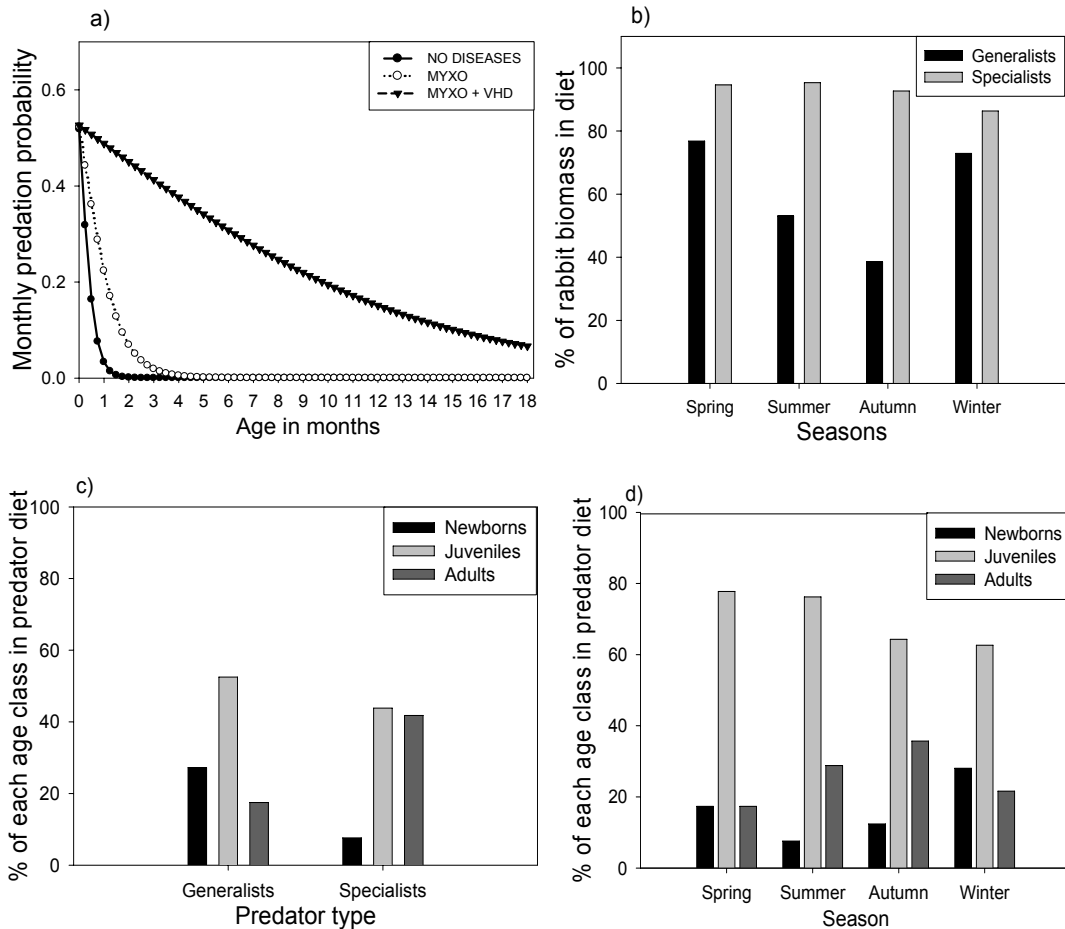 a)
NO DISEASES
MYXO
MYXO + VHD
Monthly predation probability
0.6
0.4
0.2
0.0
0 1 2 3 4 5 6 7 8 9 10 11 12 13 14 15 16 17 18
Age in months
b)
Generalists
Specialists
% of rabbit biomass in diet
100
80
60
40
20
0
Spring Summer Autumn Winter
Seasons
c)
Newborns
Juveniles
Adults
% of each age class in predator diet
100
80
60
40
20
0
Generalists Specialists
Predator type
d)
Newborns
Juveniles
Adults
% of each age class in predator diet
100
80
60
40
20
0
Spring Summer Autumn Winter
Season